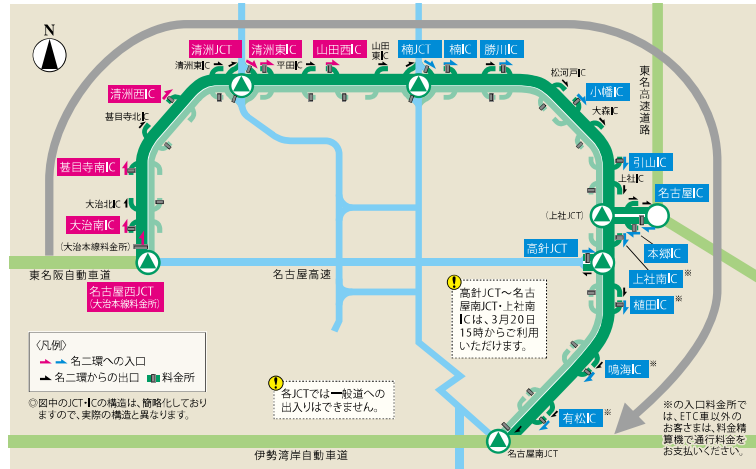 N
清洲JCT
清洲東IC
山田西IC
山田東IC
楠JCT
楠IC
勝川IC
清洲東IC
平田IC
松河戸IC
小幡IC
大森IC
東名高速道路
清洲西IC
甚目寺北IC
甚目寺南IC
大治北IC
大治南IC
(大治本線料金所)
引山IC
上社IC
名古屋IC
(上社JCT)
本郷IC
高針JCT
上社南IC※
植田IC※
東名阪自動車道
名古屋高速
名古屋西JCT
(大治本線料金所)
高針JCT〜名古
屋南JCT・上社南
ICは、3月20日
15時からご利用
いただけます。
〈凡例〉
名二環への入口
名二環からの出口 料金所
◎図中のJCT・ICの構造は、簡略化しており
ますので、実際の構造と異なります。
各JCTでは一般道への
出入りはできません。
鳴海IC※
有松IC※
※の入口料金所で
は、ETC車以外の
お客さまは、料金精
算機で通行料金を
お支払いください。
名古屋南JCT
伊勢湾岸自動車道